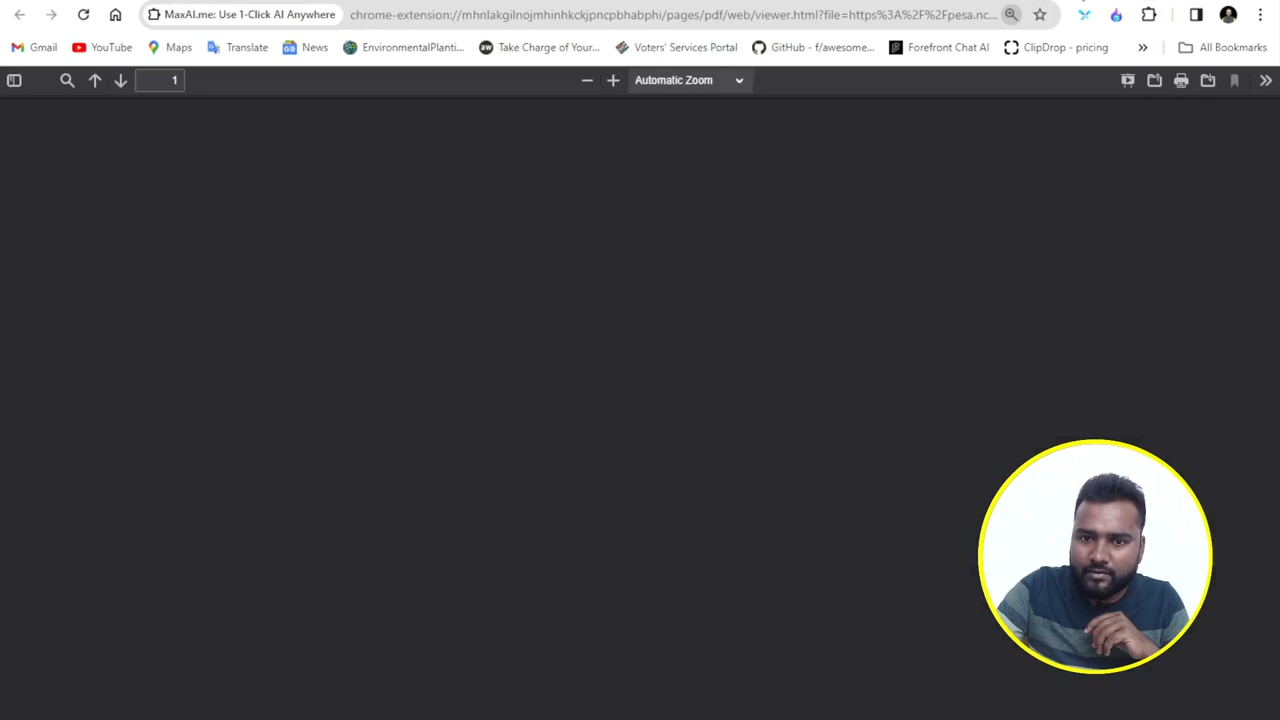 MaxAI.me: Use 1-Click AI Anywhere chrome-extension://mhnlakgilnojmhinhkckjpncpbhabphi/pages/pdf/web/viewer.html?file=https%3A%2F%2Fpesa.nc...
Gmail YouTube Maps Translate News EnvironmentalPlanti... Take Charge of Your... Voters' Services Portal GitHub - f/awesome... Forefront Chat AI ClipDrop - pricing All Bookmarks
1 Automatic Zoom